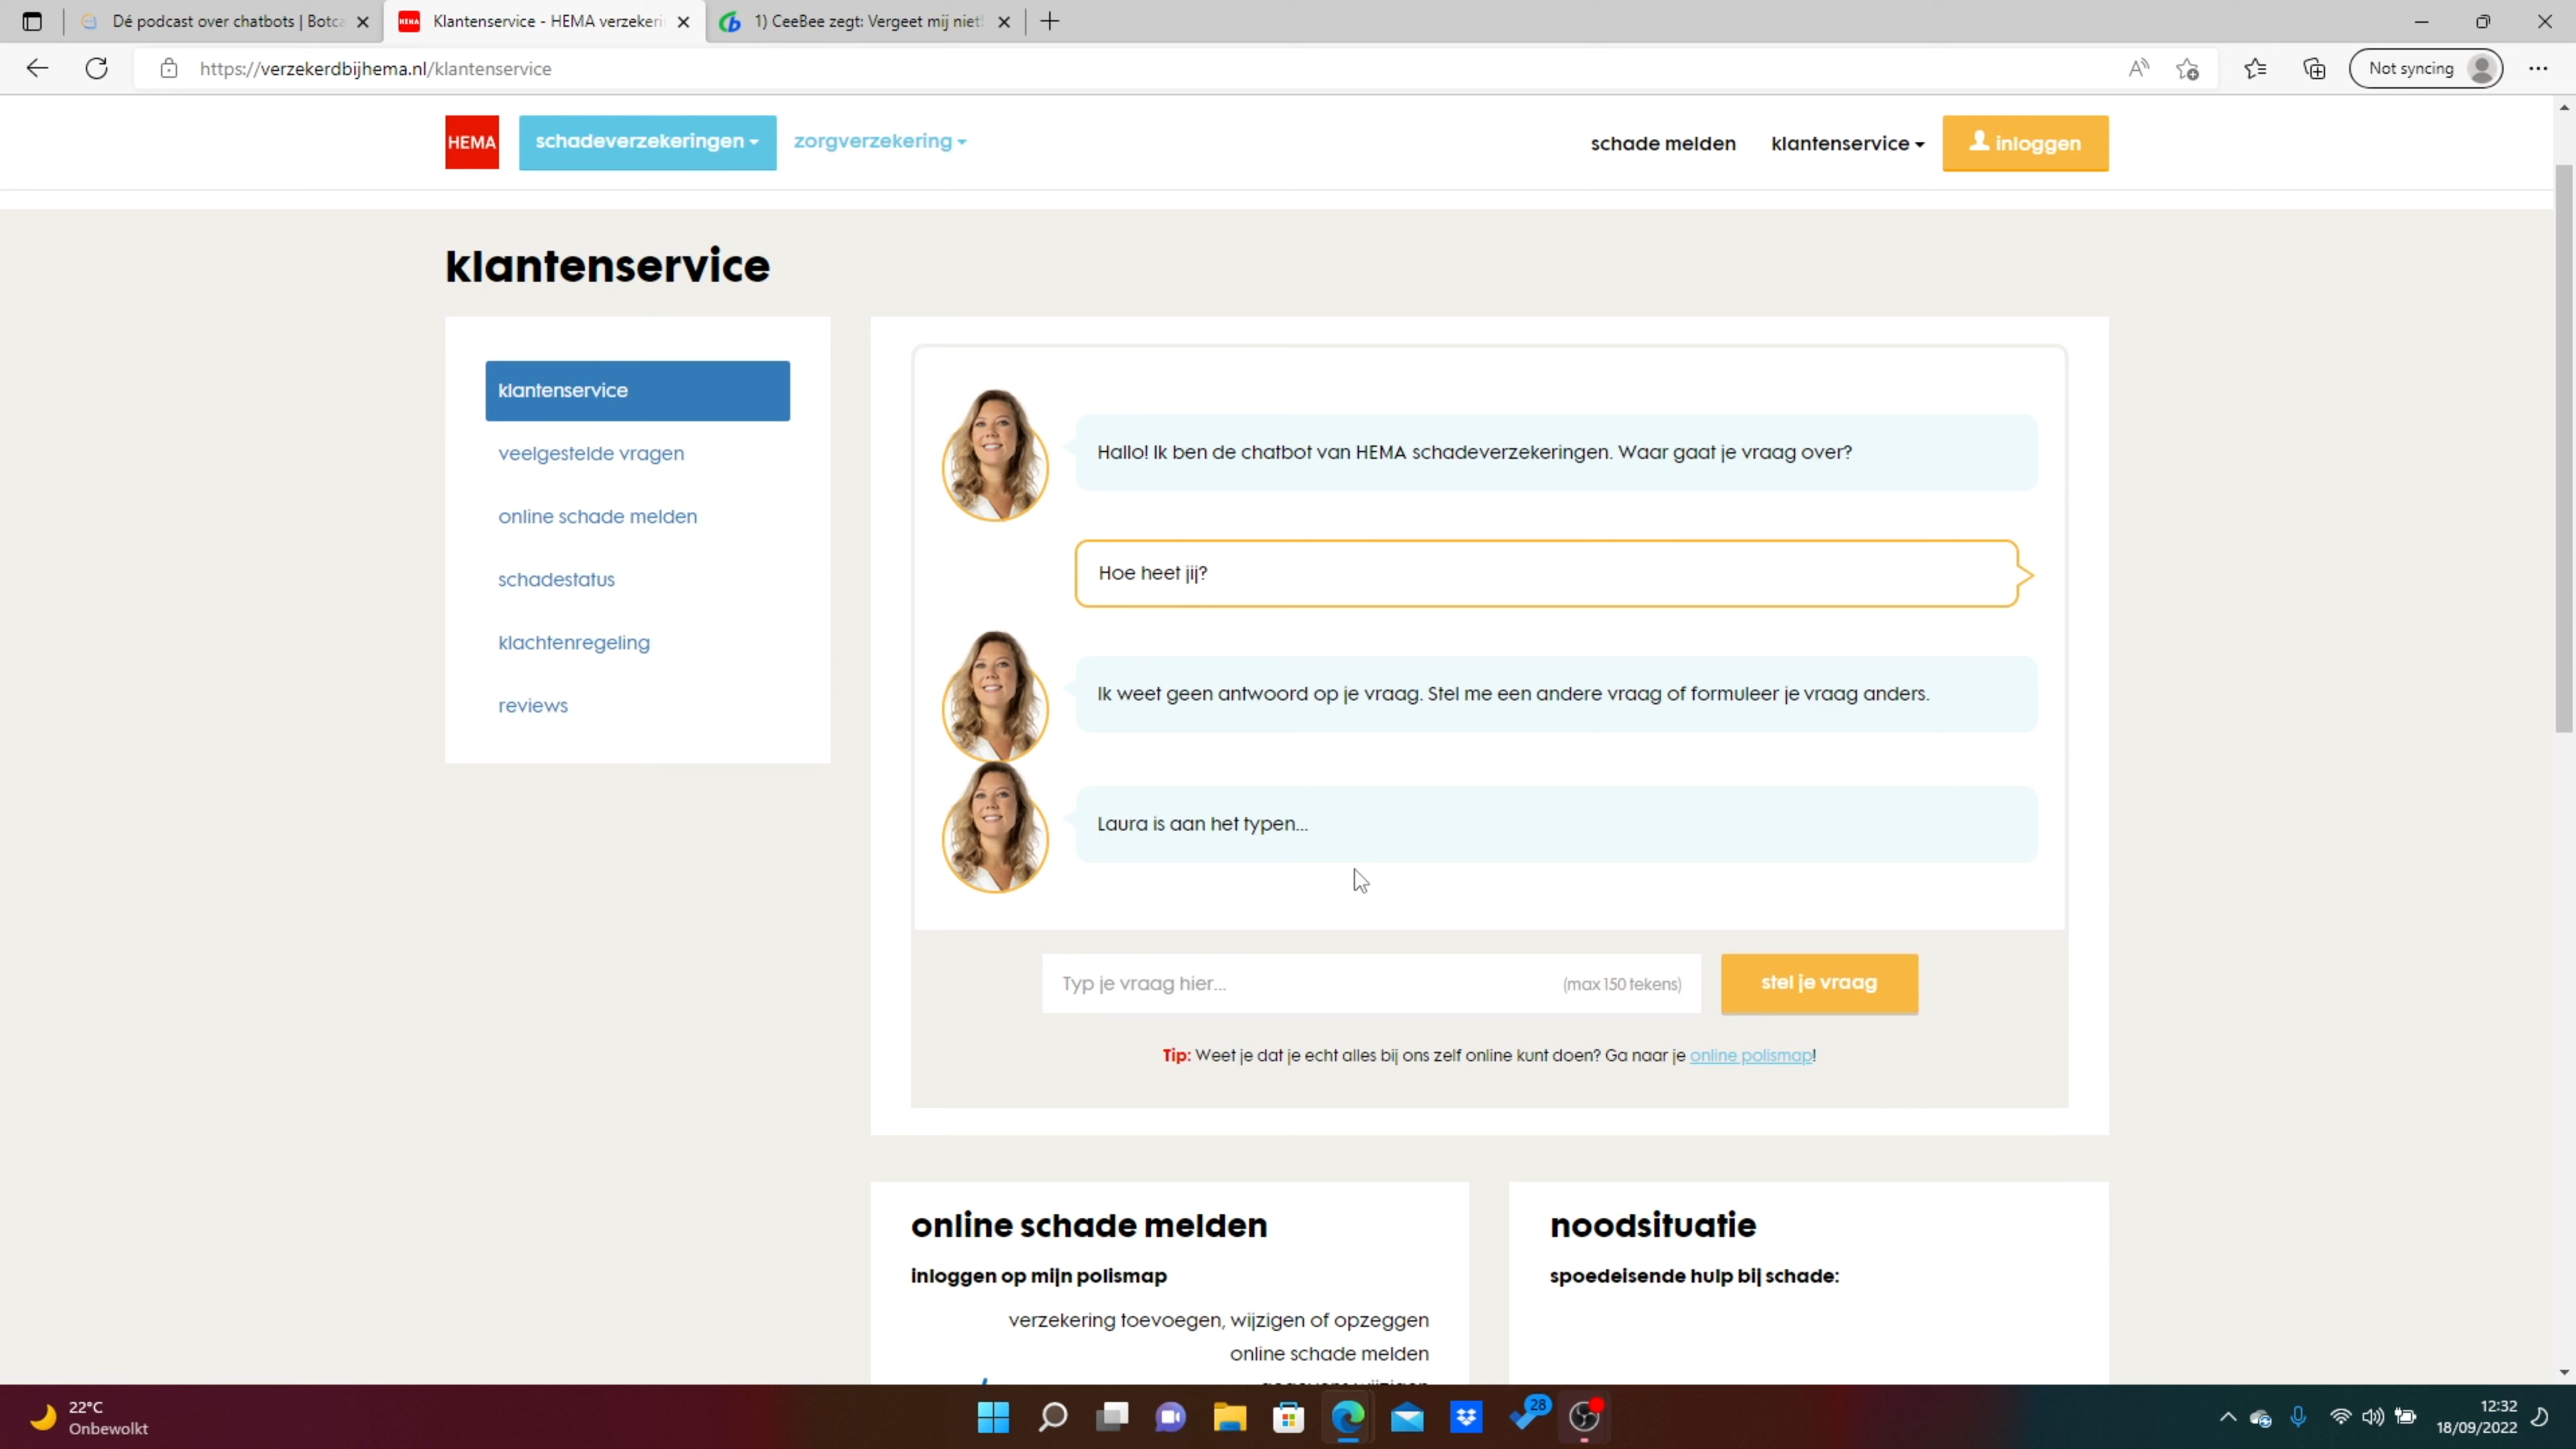 Dé podcast over chatbots | Botca
Klantenservice - HEMA verzekeri
1) CeeBee zegt: Vergeet mij niet!
https://verzekerdbijhema.nl/klantenservice
Not syncing
HEMA
schadeverzekeringen
zorgverzekering
schade melden
klantenservice
inloggen
klantenservice
klantenservice
veelgestelde vragen
online schade melden
schadestatus
klachtenregeling
reviews
Hallo! Ik ben de chatbot van HEMA schadeverzekeringen. Waar gaat je vraag over?
Hoe heet jij?
Ik weet geen antwoord op je vraag. Stel me een andere vraag of formuleer je vraag anders.
Laura is aan het typen...
Typ je vraag hier...
(max 150 tekens)
stel je vraag
Tip: Weet je dat je echt alles bij ons zelf online kunt doen? Ga naar je online polismap!
online schade melden
inloggen op mijn polismap
verzekering toevoegen, wijzigen of opzeggen
online schade melden
noodsituatie
spoedeisende hulp bij schade:
22°C
Onbewolkt
28
12:32
18/09/2022